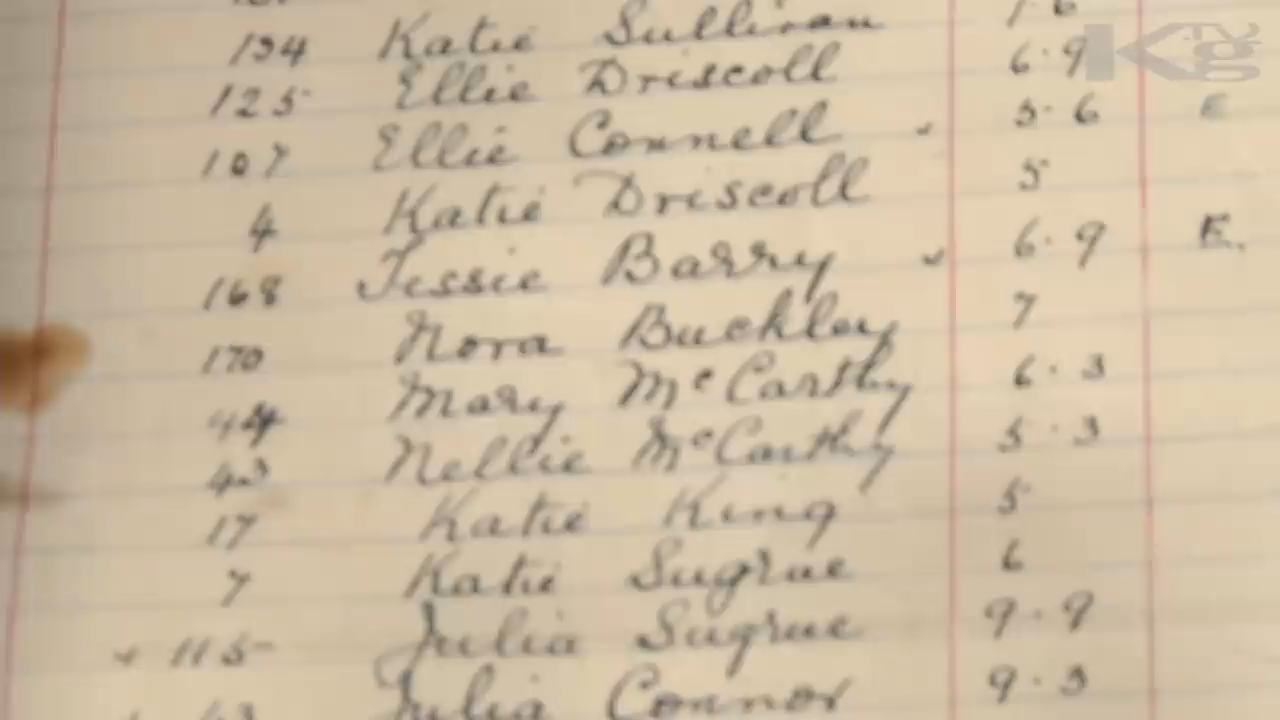 134 Katie Sullivan
125 Ellie Driscoll 6.9
107 Ellie Connell ✓ 5.6 E
4 Katie Driscoll 5
168 Jessie Barry ✓ 6.9 E.
170 Nora Buckley 7
44 Mary McCarthy 6.3
43 Nellie McCarthy 5.3
17 Katie King 5
7 Katie Sugrue 6
115 Julia Sugrue 9.9
Julia Connor 9.3